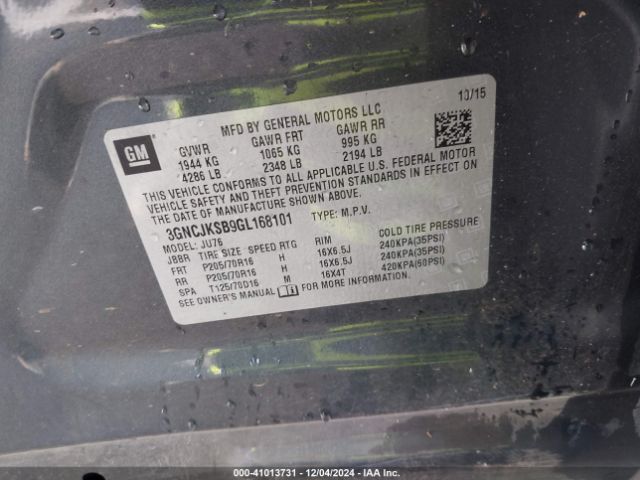 GM
MFD BY GENERAL MOTORS LLC
10/15
GVWR GAWR FRT GAWR RR
1944 KG 1065 KG 995 KG
4286 LB 2348 LB 2194 LB
THIS VEHICLE CONFORMS TO ALL APPLICABLE U.S. FEDERAL MOTOR
VEHICLE SAFETY AND THEFT PREVENTION STANDARDS IN EFFECT ON
THE DATE OF MANUFACTURE SHOWN ABOVE.
3GNCJKSB9GL168101 TYPE: M.P.V.
MODEL: JU76
JBBR TIRE SIZE SPEED RTG RIM COLD TIRE PRESSURE
FRT P205/70R16 H 16X6.5J 240KPA(35PSI)
RR P205/70R16 H 16X6.5J 240KPA(35PSI)
SPA T125/70D16 M 16X4T 420KPA(60PSI)
SEE OWNER'S MANUAL FOR MORE INFORMATION.
000-41013731 - 12/04/2024 - IAA Inc.